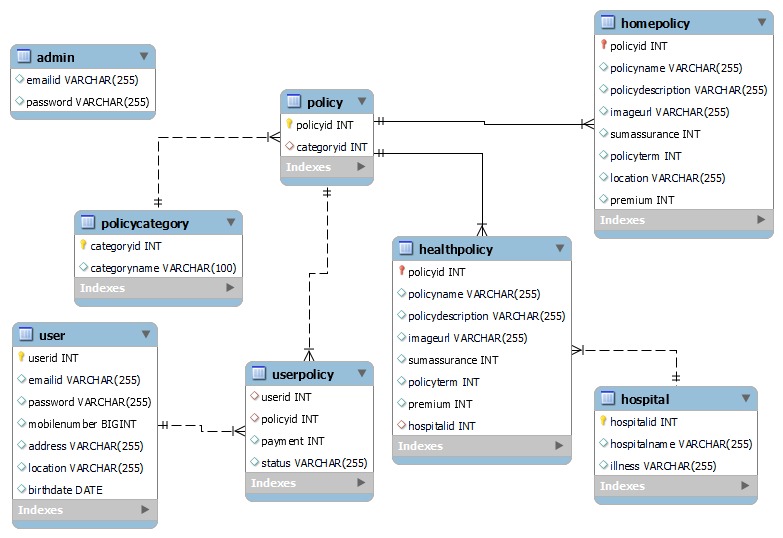 admin
emailid VARCHAR(255)
password VARCHAR(255)
policy
policyid INT
categoryid INT
Indexes
homepolicy
policyid INT
policyname VARCHAR(255)
policydescription VARCHAR(255)
imageurl VARCHAR(255)
sumassurance INT
policyterm INT
location VARCHAR(255)
premium INT
Indexes
policycategory
categoryid INT
categoryname VARCHAR(100)
Indexes
healthpolicy
policyid INT
policyname VARCHAR(255)
policydescription VARCHAR(255)
imageurl VARCHAR(255)
sumassurance INT
policyterm INT
premium INT
hospitalid INT
Indexes
user
userid INT
emailid VARCHAR(255)
password VARCHAR(255)
mobilenumber BIGINT
address VARCHAR(255)
location VARCHAR(255)
birthdate DATE
Indexes
userpolicy
userid INT
policyid INT
payment INT
status VARCHAR(255)
Indexes
hospital
hospitalid INT
hospitalname VARCHAR(255)
illness VARCHAR(255)
Indexes